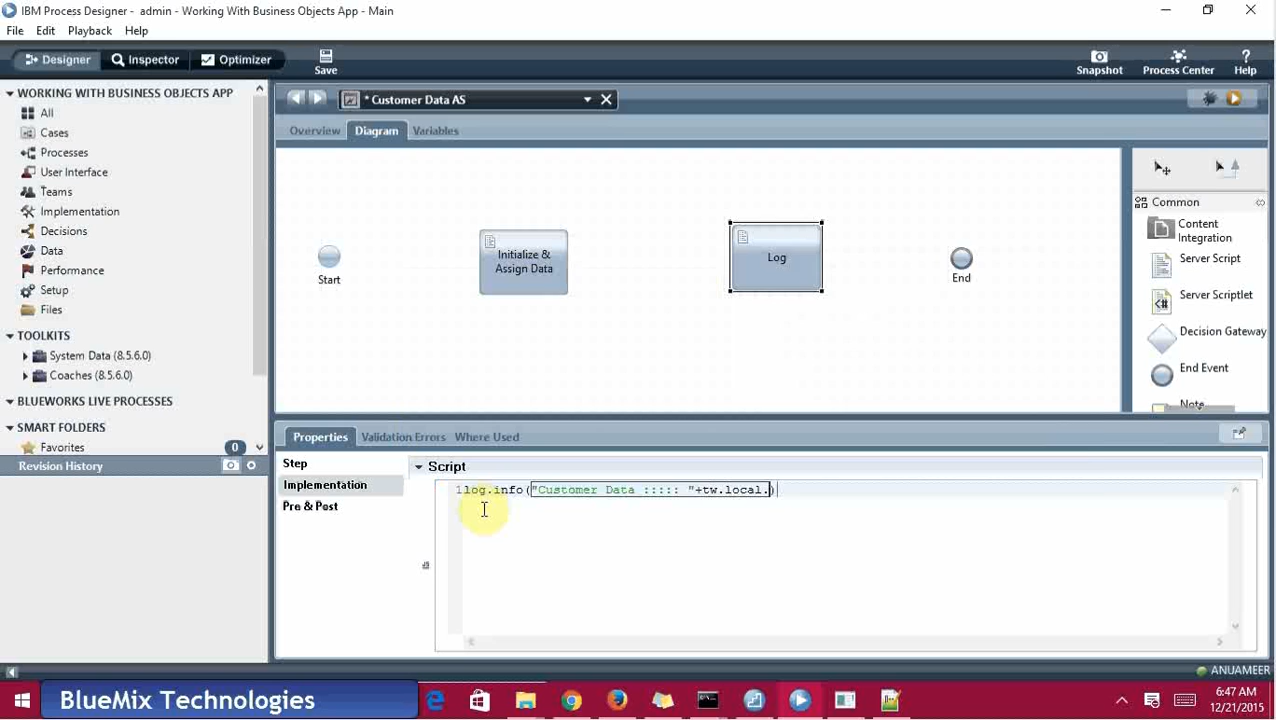 IBM Process Designer - admin - Working With Business Objects App - Main
File Edit Playback Help
Designer Inspector Optimizer Save Snapshot Process Center Help
WORKING WITH BUSINESS OBJECTS APP
All
Cases
Processes
User Interface
Teams
Implementation
Decisions
Data
Performance
Setup
Files
TOOLKITS
System Data (8.5.6.0)
Coaches (8.5.6.0)
BLUEWORKS LIVE PROCESSES
SMART FOLDERS
Favorites 0
Revision History
* Customer Data AS
Overview Diagram Variables
Start
Initialize &
Assign Data
Log
End
Common
Content
Integration
Server Script
Server Scriptlet
Decision Gateway
End Event
Note
Properties Validation Errors Where Used
Step
Implementation
Pre & Post
Script
1log.info("Customer Data ::::: "+tw.local.)
ANUAMEER
BlueMix Technologies
6:47 AM
12/21/2015